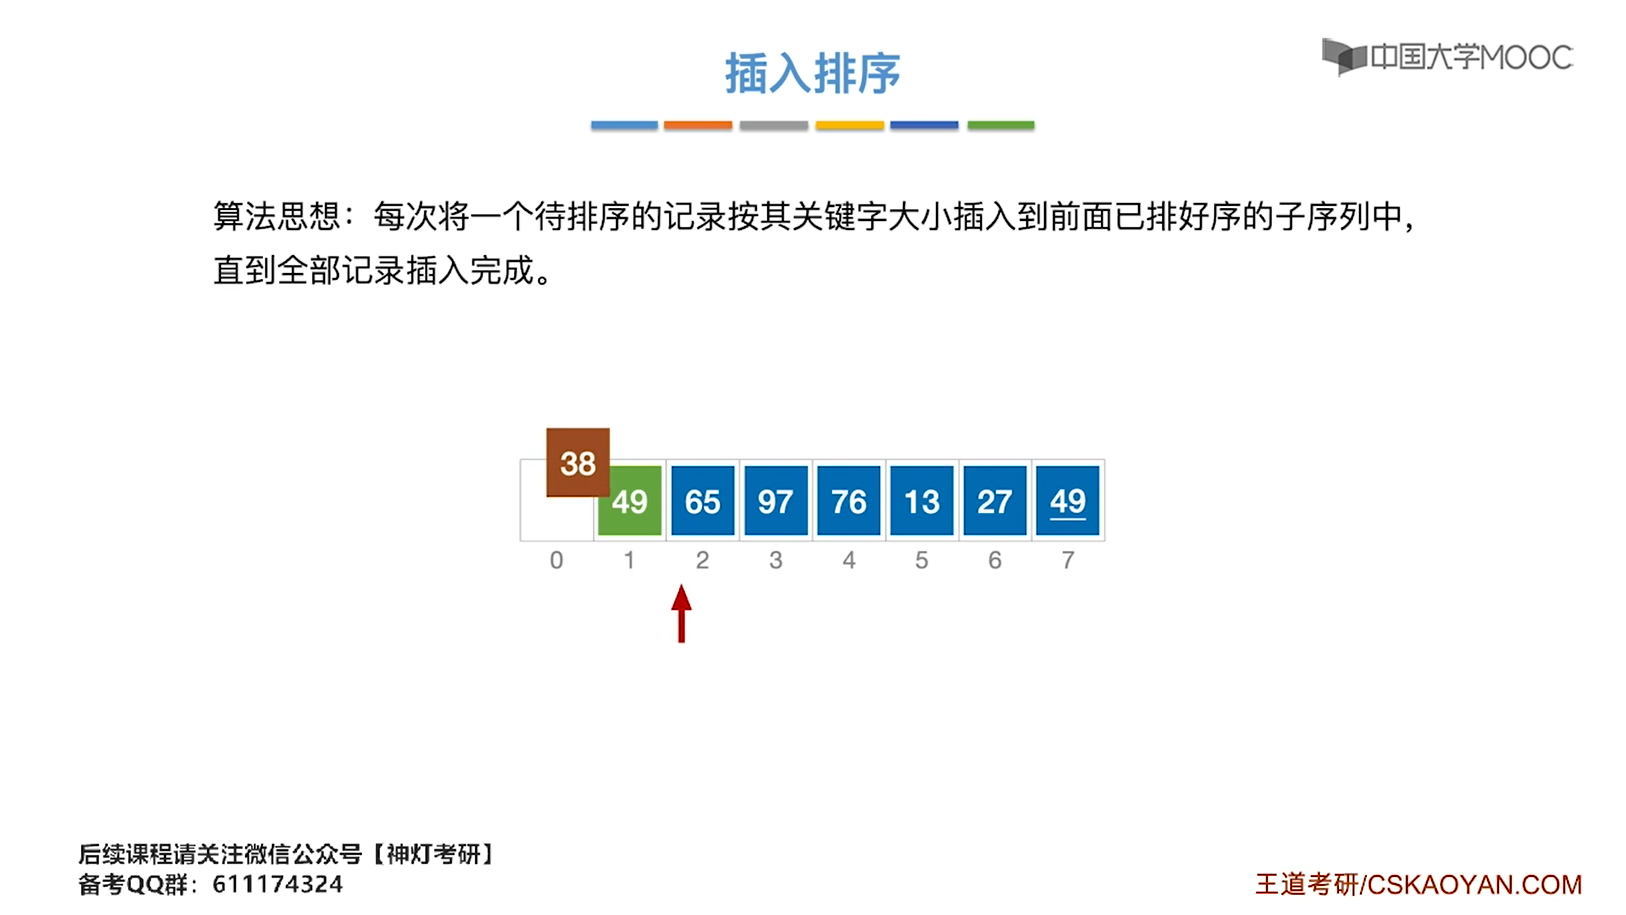 插入排序
中国大学MOOC
算法思想：每次将一个待排序的记录按其关键字大小插入到前面已排好序的子序列中，
直到全部记录插入完成。
38
49 65 97 76 13 27 49
0 1 2 3 4 5 6 7
后续课程请关注微信公众号【神灯考研】
备考QQ群：611174324
王道考研/CSKAOYAN.COM